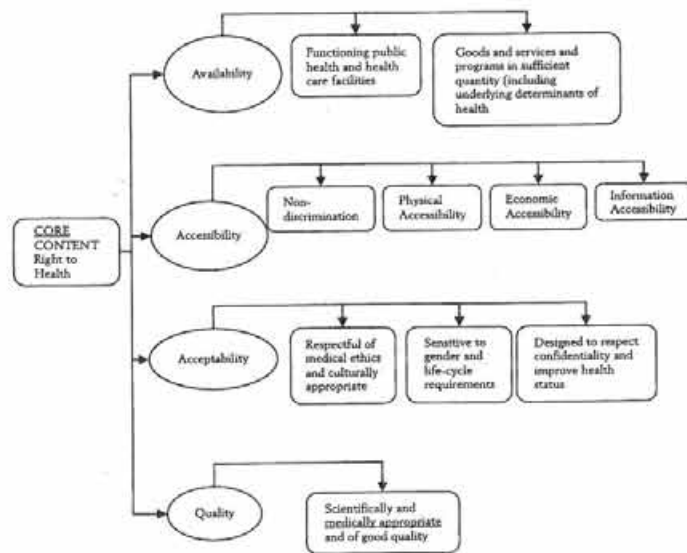 Availability
Functioning public
health and health
care facilities
Goods and services and
programs in sufficient
quantity (including
underlying determinants of
health
CORE
CONTENT
Right to
Health
Accessibility
Non-
discrimination
Physical
Accessibility
Economic
Accessibility
Information
Accessibility
Acceptability
Respectful of
medical ethics
and culturally
appropriate
Sensitive to
gender and
life-cycle
requirements
Designed to respect
confidentiality and
improve health
status
Quality
Scientifically and
medically appropriate
and of good quality